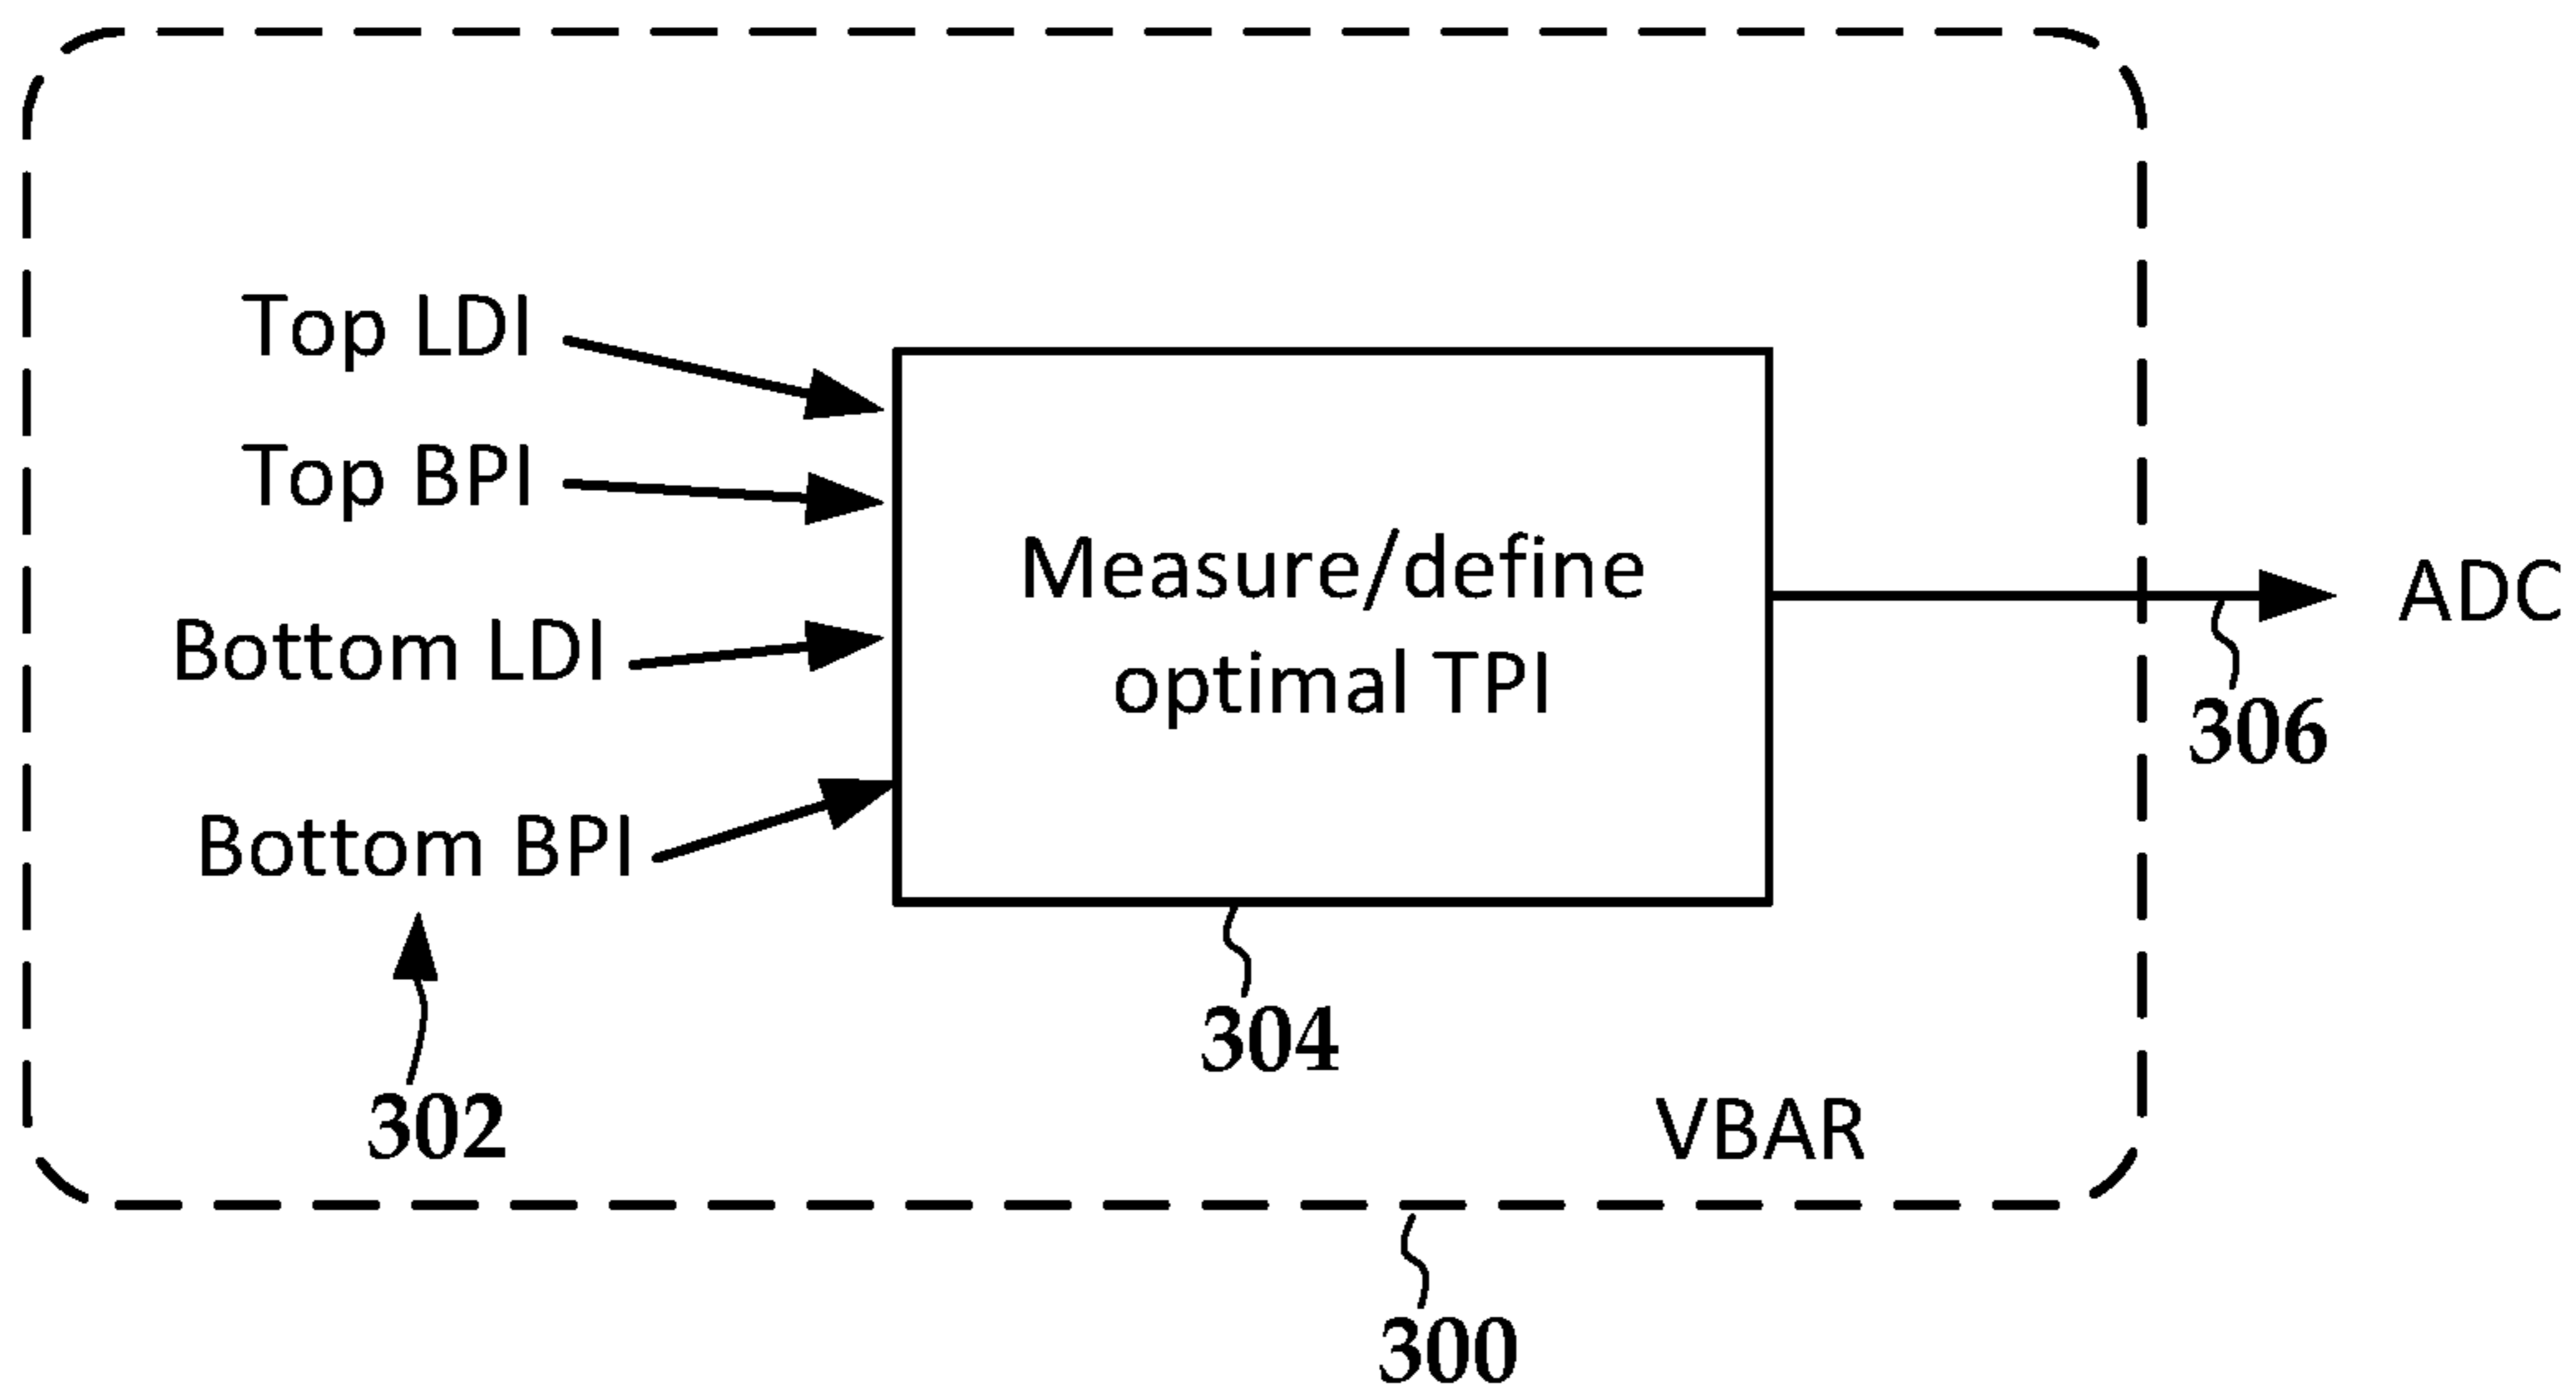 Top LDI
Top BPI
Bottom LDI
Bottom BPI
Measure/define
optimal TPI
ADC
306
304
302
VBAR
300